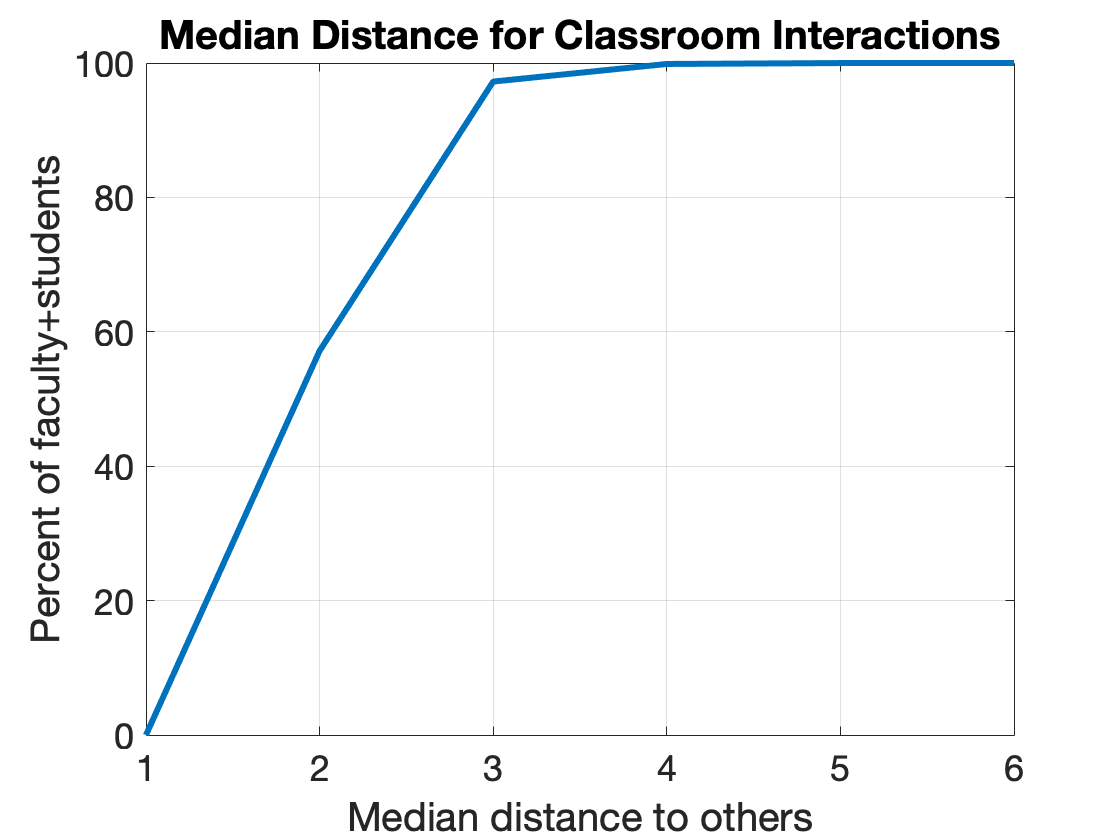 Median Distance for Classroom Interactions
100
80
60
40
20
0
Percent of faculty+students
1 2 3 4 5 6
Median distance to others